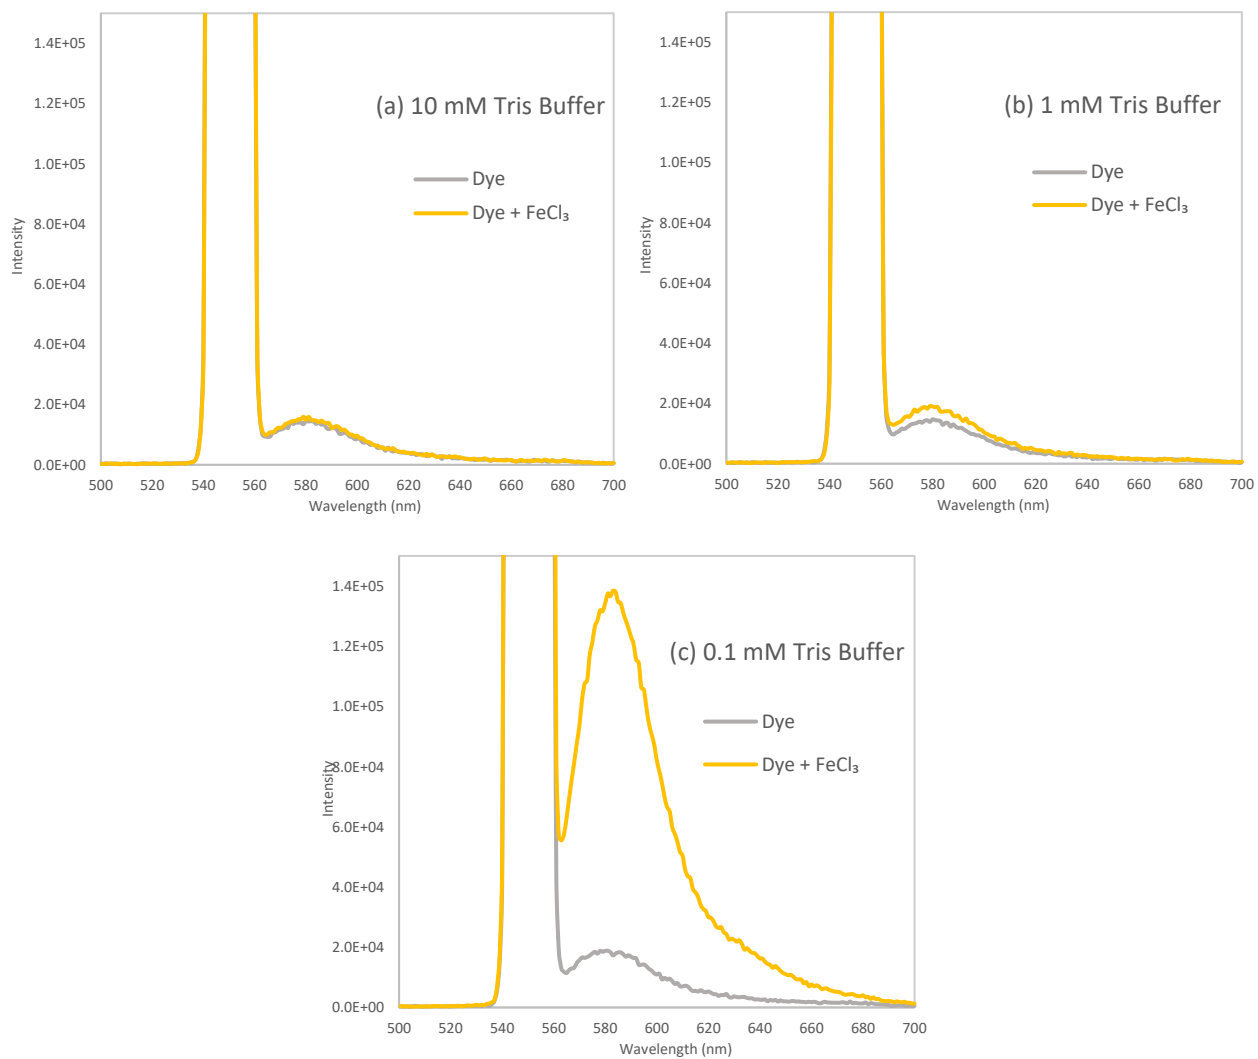 (a) 10 mM Tris Buffer
Dye
Dye + FeCl₃
Intensity
1.4E+05
1.2E+05
1.0E+05
8.0E+04
6.0E+04
4.0E+04
2.0E+04
0.0E+00
500 520 540 560 580 600 620 640 660 680 700
Wavelength (nm)
(b) 1 mM Tris Buffer
Dye
Dye + FeCl₃
Intensity
1.4E+05
1.2E+05
1.0E+05
8.0E+04
6.0E+04
4.0E+04
2.0E+04
0.0E+00
500 520 540 560 580 600 620 640 660 680 700
Wavelength (nm)
(c) 0.1 mM Tris Buffer
Dye
Dye + FeCl₃
Intensity
1.4E+05
1.2E+05
1.0E+05
8.0E+04
6.0E+04
4.0E+04
2.0E+04
0.0E+00
500 520 540 560 580 600 620 640 660 680 700
Wavelength (nm)